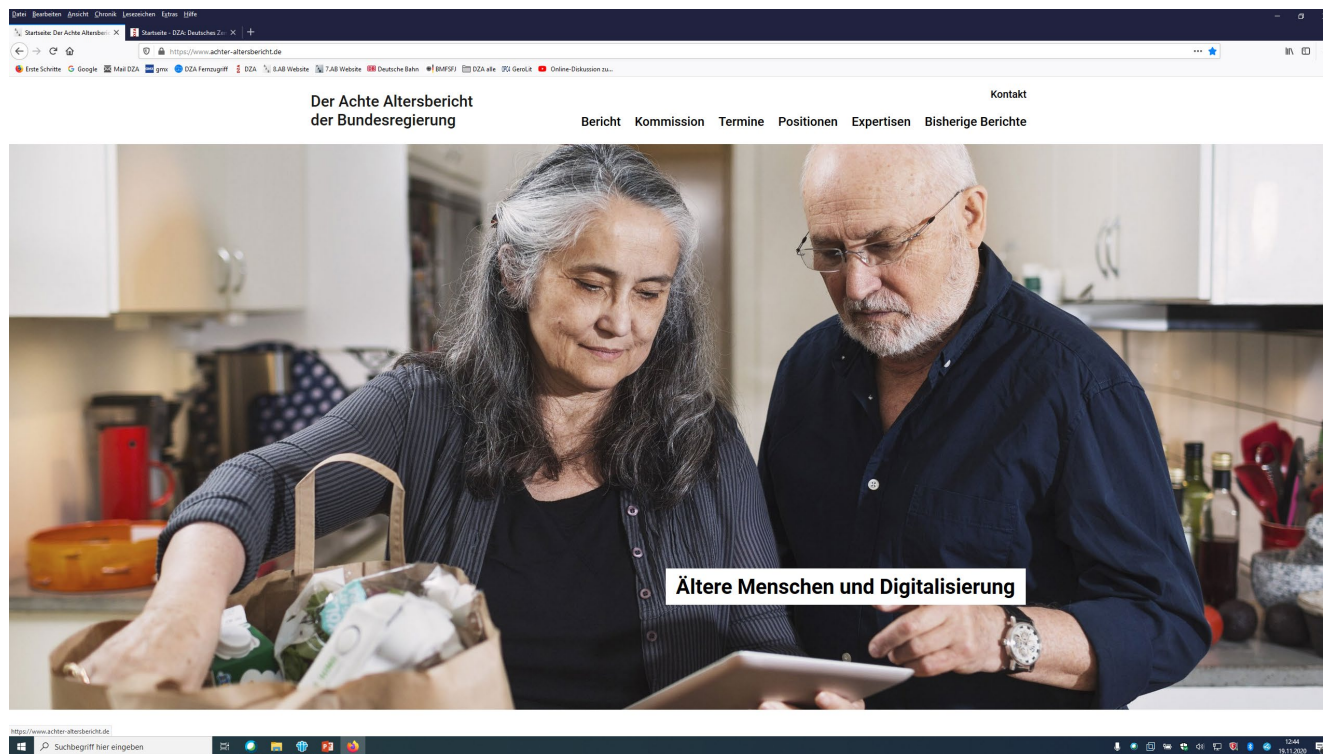 Datei Bearbeiten Ansicht Chronik Lesezeichen Extras Hilfe
Startseite: Der Achte Altersberic Startseite - DZA: Deutsches Zen
https://www.achter-altersbericht.de
Erste Schritte Google Mail DZA gmx DZA Fernzugriff DZA 8.AB Website 7.AB Website Deutsche Bahn BMFSFJ DZA alle GeroLit Online-Diskussion zu...
Kontakt
Der Achte Altersbericht
der Bundesregierung
Bericht Kommission Termine Positionen Expertisen Bisherige Berichte
Ältere Menschen und Digitalisierung
https://www.achter-altersbericht.de
Suchbegriff hier eingeben
12:44
19.11.2020